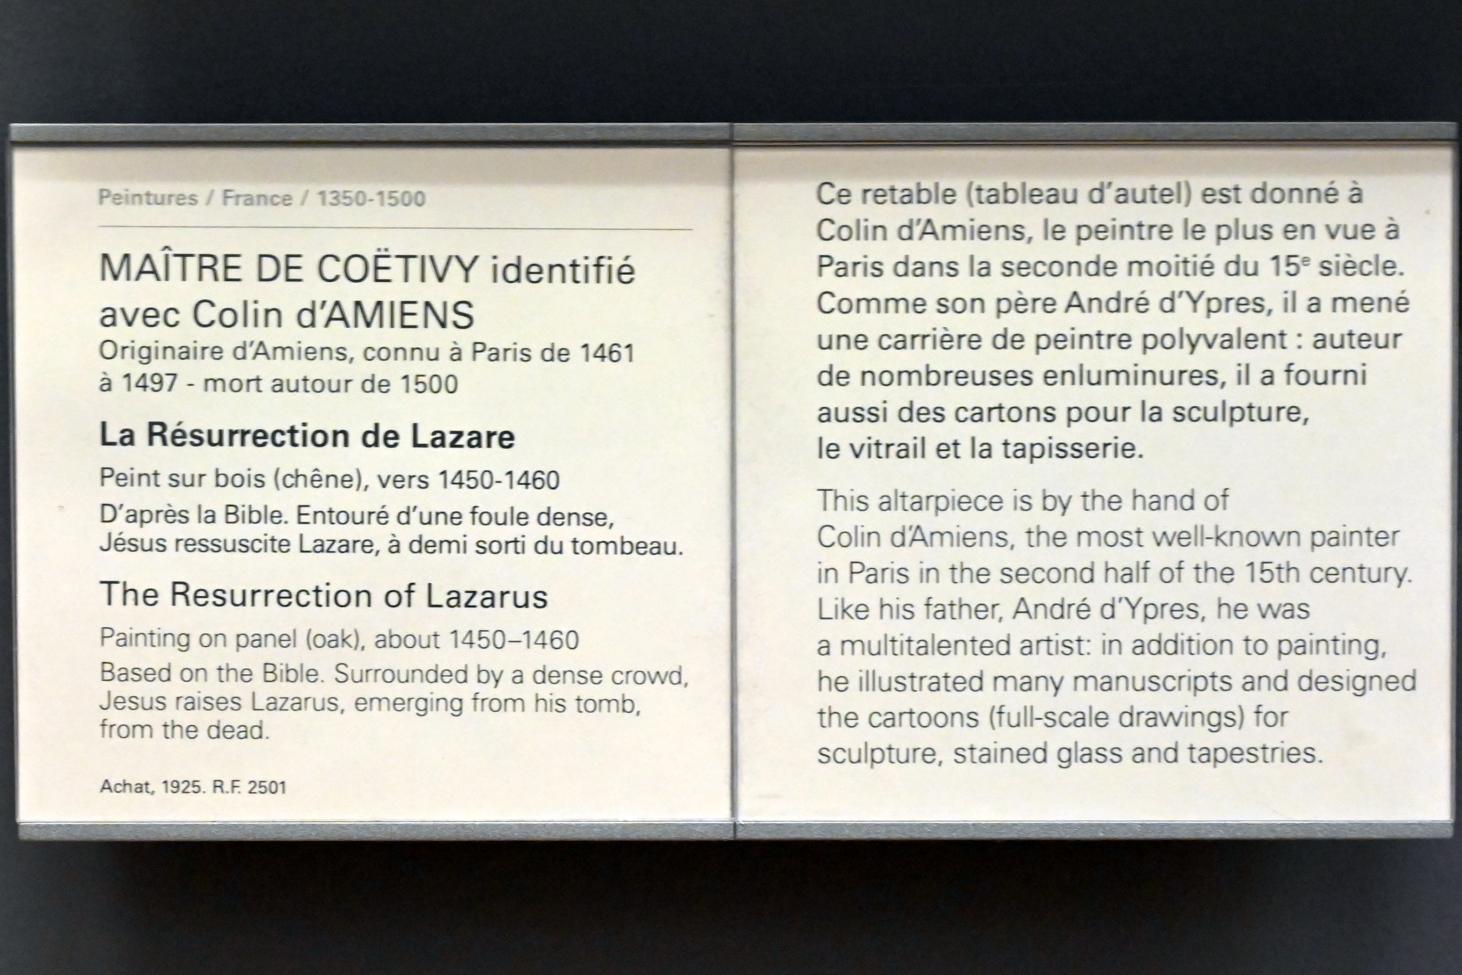 Peintures / France / 1350-1500
MAÎTRE DE COËTIVY identifié
avec Colin d'AMIENS
Originaire d'Amiens, connu à Paris de 1461
à 1497 - mort autour de 1500
La Résurrection de Lazare
Peint sur bois (chêne), vers 1450-1460
D'après la Bible. Entouré d'une foule dense,
Jésus ressuscite Lazare, à demi sorti du tombeau.
The Resurrection of Lazarus
Painting on panel (oak), about 1450–1460
Based on the Bible. Surrounded by a dense crowd,
Jesus raises Lazarus, emerging from his tomb,
from the dead.
Achat, 1925. R.F. 2501
Ce retable (tableau d'autel) est donné à
Colin d'Amiens, le peintre le plus en vue à
Paris dans la seconde moitié du 15e siècle.
Comme son père André d'Ypres, il a mené
une carrière de peintre polyvalent : auteur
de nombreuses enluminures, il a fourni
aussi des cartons pour la sculpture,
le vitrail et la tapisserie.
This altarpiece is by the hand of
Colin d'Amiens, the most well-known painter
in Paris in the second half of the 15th century.
Like his father, André d'Ypres, he was
a multitalented artist: in addition to painting,
he illustrated many manuscripts and designed
the cartoons (full-scale drawings) for
sculpture, stained glass and tapestries.